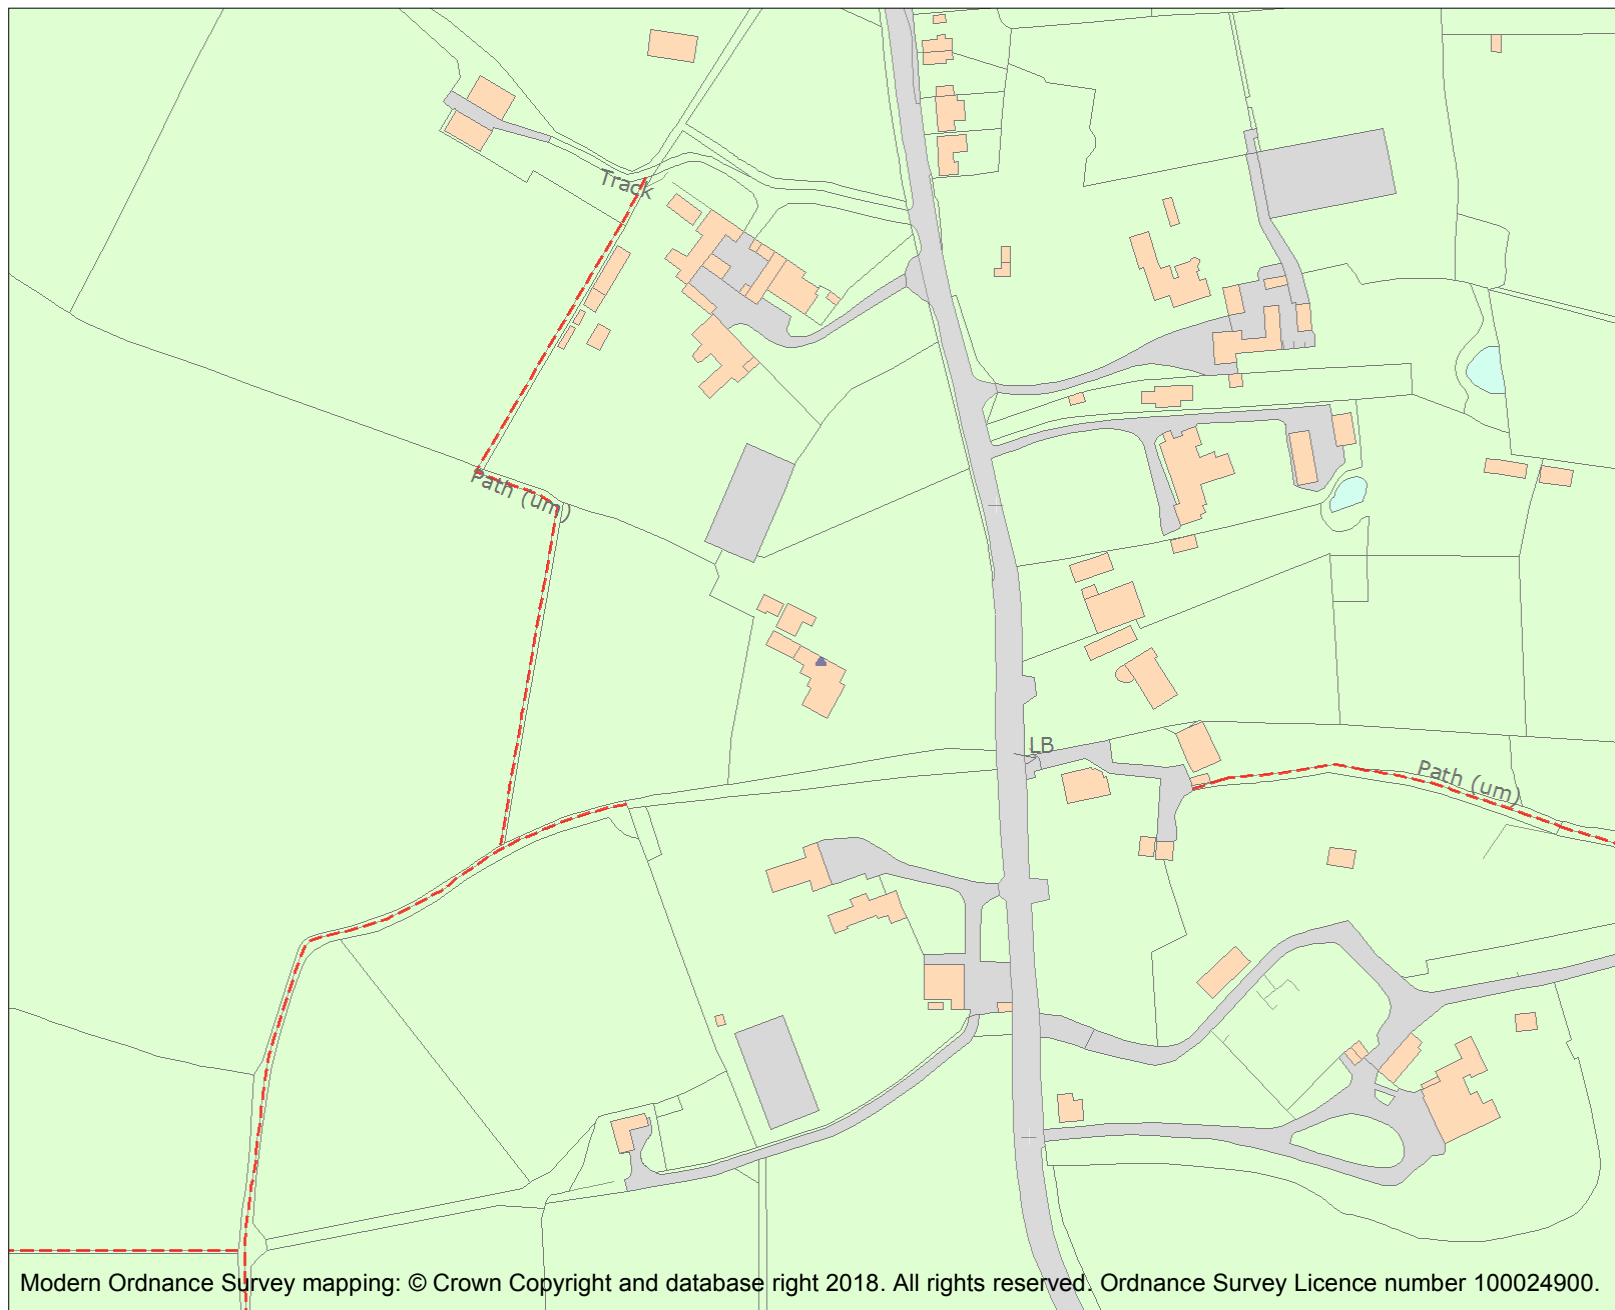 Track
Path (um)
LB
Path (um)
Modern Ordnance Survey mapping: © Crown Copyright and database right 2018. All rights reserved. Ordnance Survey Licence number 100024900.